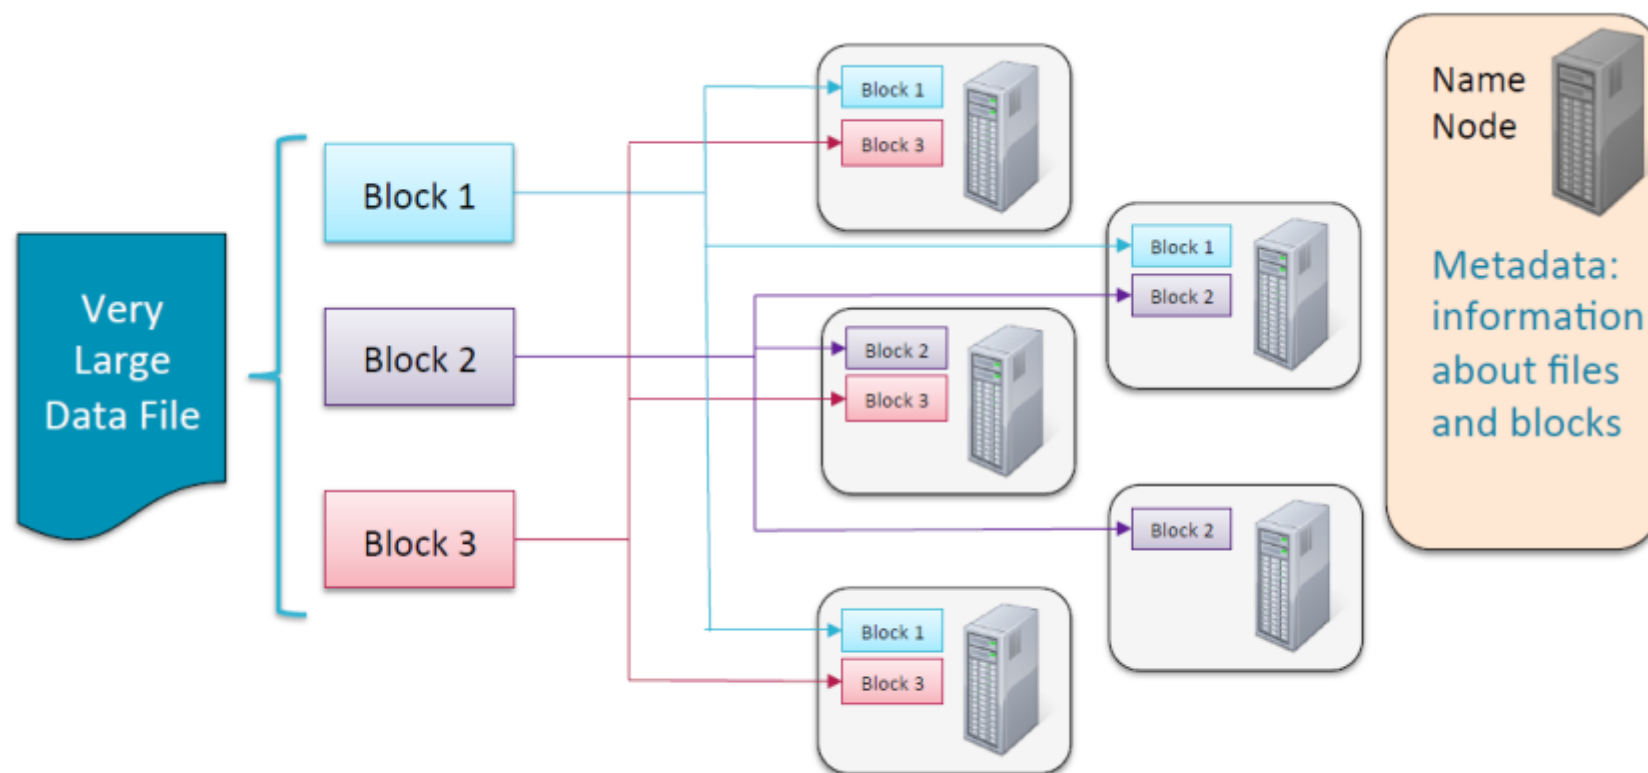 Very
Large
Data File
Block 1
Block 2
Block 3
Block 1
Block 3
Block 1
Block 2
Block 2
Block 3
Block 2
Block 1
Block 3
Name
Node
Metadata:
information
about files
and blocks